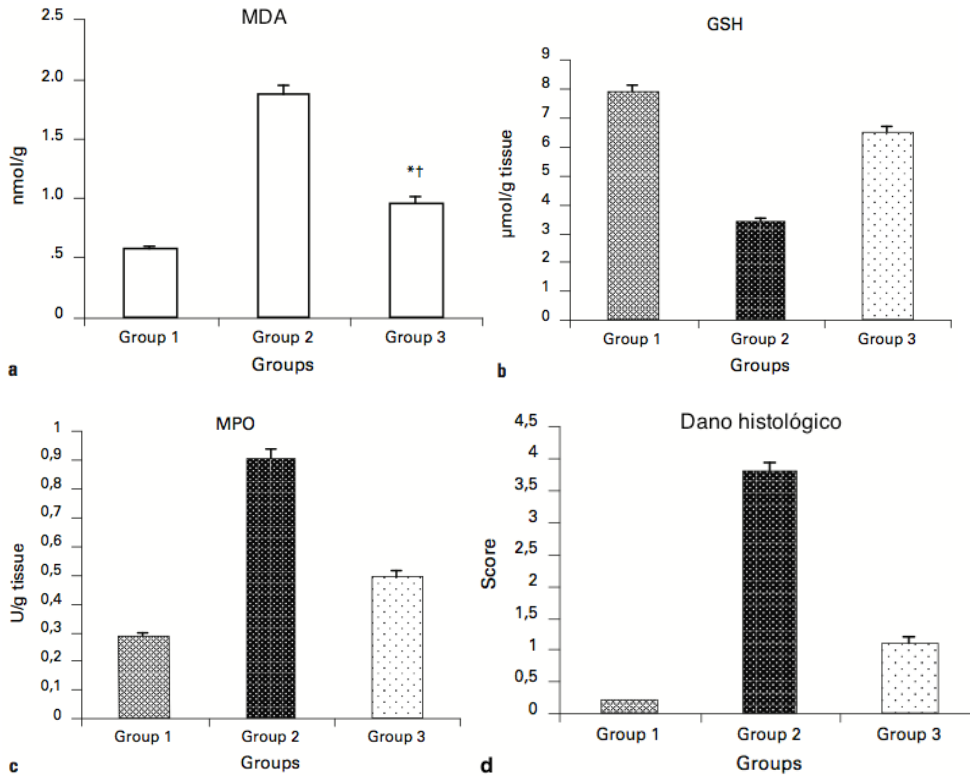 MDA
2.5
2.0
1.5
1.0
.5
0
nmol/g
*†
Group 1 Group 2 Group 3
Groups
a
GSH
9
8
7
6
5
4
3
2
1
0
µmol/g tissue
Group 1 Group 2 Group 3
Groups
b
MPO
1
0,9
0,8
0,7
0,6
0,5
0,4
0,3
0,2
0,1
0
U/g tissue
Group 1 Group 2 Group 3
Groups
c
Dano histológico
4,5
4
3,5
3
2,5
2
1,5
1
0,5
0
Score
Group 1 Group 2 Group 3
Groups
d